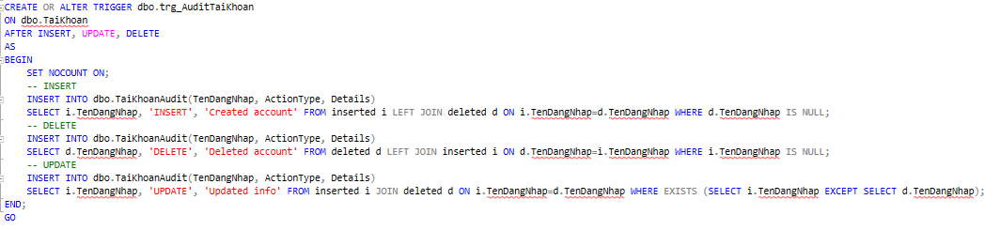 CREATE OR ALTER TRIGGER dbo.trg_AuditTaiKhoan
ON dbo.TaiKhoan
AFTER INSERT, UPDATE, DELETE
AS
BEGIN
    SET NOCOUNT ON;
    -- INSERT
    INSERT INTO dbo.TaiKhoanAudit(TenDangNhap, ActionType, Details)
    SELECT i.TenDangNhap, 'INSERT', 'Created account' FROM inserted i LEFT JOIN deleted d ON i.TenDangNhap=d.TenDangNhap WHERE d.TenDangNhap IS NULL;
    -- DELETE
    INSERT INTO dbo.TaiKhoanAudit(TenDangNhap, ActionType, Details)
    SELECT d.TenDangNhap, 'DELETE', 'Deleted account' FROM deleted d LEFT JOIN inserted i ON d.TenDangNhap=i.TenDangNhap WHERE i.TenDangNhap IS NULL;
    -- UPDATE
    INSERT INTO dbo.TaiKhoanAudit(TenDangNhap, ActionType, Details)
    SELECT i.TenDangNhap, 'UPDATE', 'Updated info' FROM inserted i JOIN deleted d ON i.TenDangNhap=d.TenDangNhap WHERE EXISTS (SELECT i.TenDangNhap EXCEPT SELECT d.TenDangNhap);
END;
GO